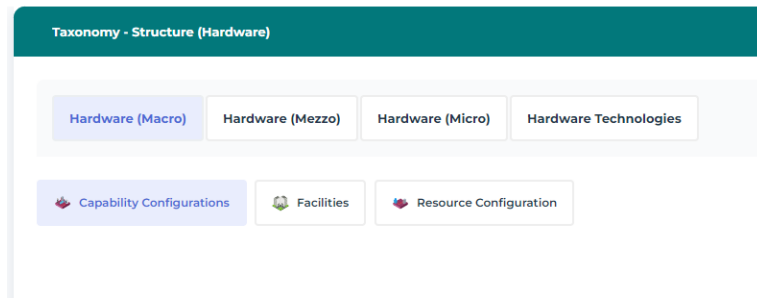 Taxonomy - Structure (Hardware)
Hardware (Macro) Hardware (Mezzo) Hardware (Micro) Hardware Technologies
Capability Configurations Facilities Resource Configuration